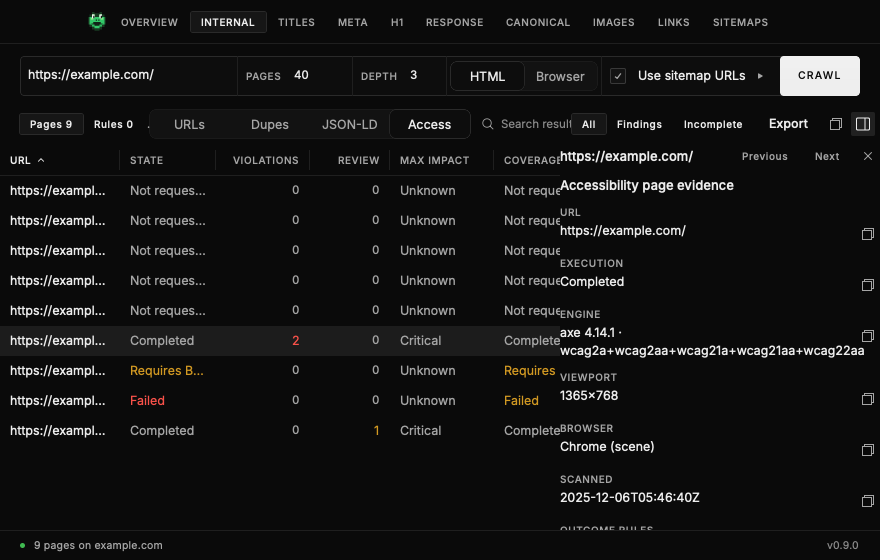 OVERVIEW INTERNAL TITLES META H1 RESPONSE CANONICAL IMAGES LINKS SITEMAPS
https://example.com/ PAGES 40 DEPTH 3 HTML Browser Use sitemap URLs CRAWL
Pages 9 Rules 0 URLs Dupes JSON-LD Access Search result All Findings Incomplete Export
URL STATE VIOLATIONS REVIEW MAX IMPACT COVERAGE
https://exampl... Not reques... 0 0 Unknown Not reque
https://exampl... Not reques... 0 0 Unknown Not reque
https://exampl... Not reques... 0 0 Unknown Not reque
https://exampl... Not reques... 0 0 Unknown Not reque
https://exampl... Not reques... 0 0 Unknown Not reque
https://exampl... Completed 2 0 Critical Complete
https://exampl... Requires B... 0 0 Unknown Requires
https://exampl... Failed 0 0 Unknown Failed
https://exampl... Completed 0 1 Critical Complete
https://example.com/ Previous Next
Accessibility page evidence
URL
https://example.com/
EXECUTION
Completed
ENGINE
axe 4.14.1 ·
wcag2a+wcag2aa+wcag21a+wcag21aa+wcag22aa
VIEWPORT
1365×768
BROWSER
Chrome (scene)
SCANNED
2025-12-06T05:46:40Z
OUTCOME RULES
9 pages on example.com v0.9.0